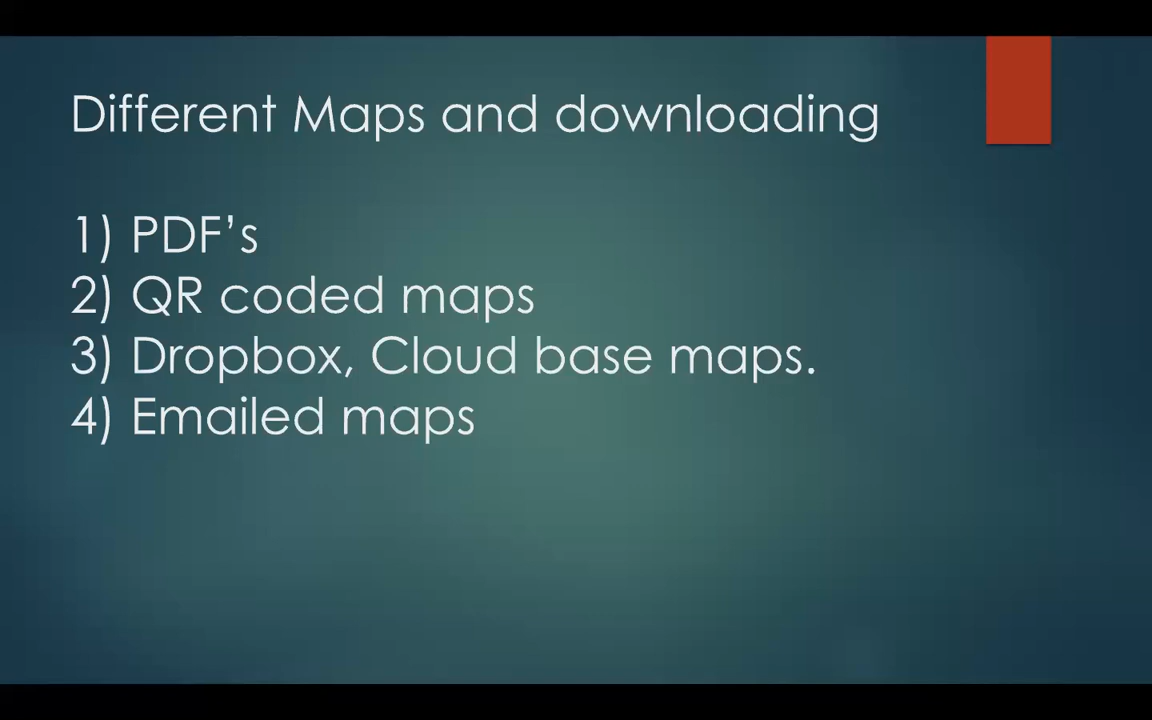 Different Maps and downloading
1) PDF’s
2) QR coded maps
3) Dropbox, Cloud base maps.
4) Emailed maps